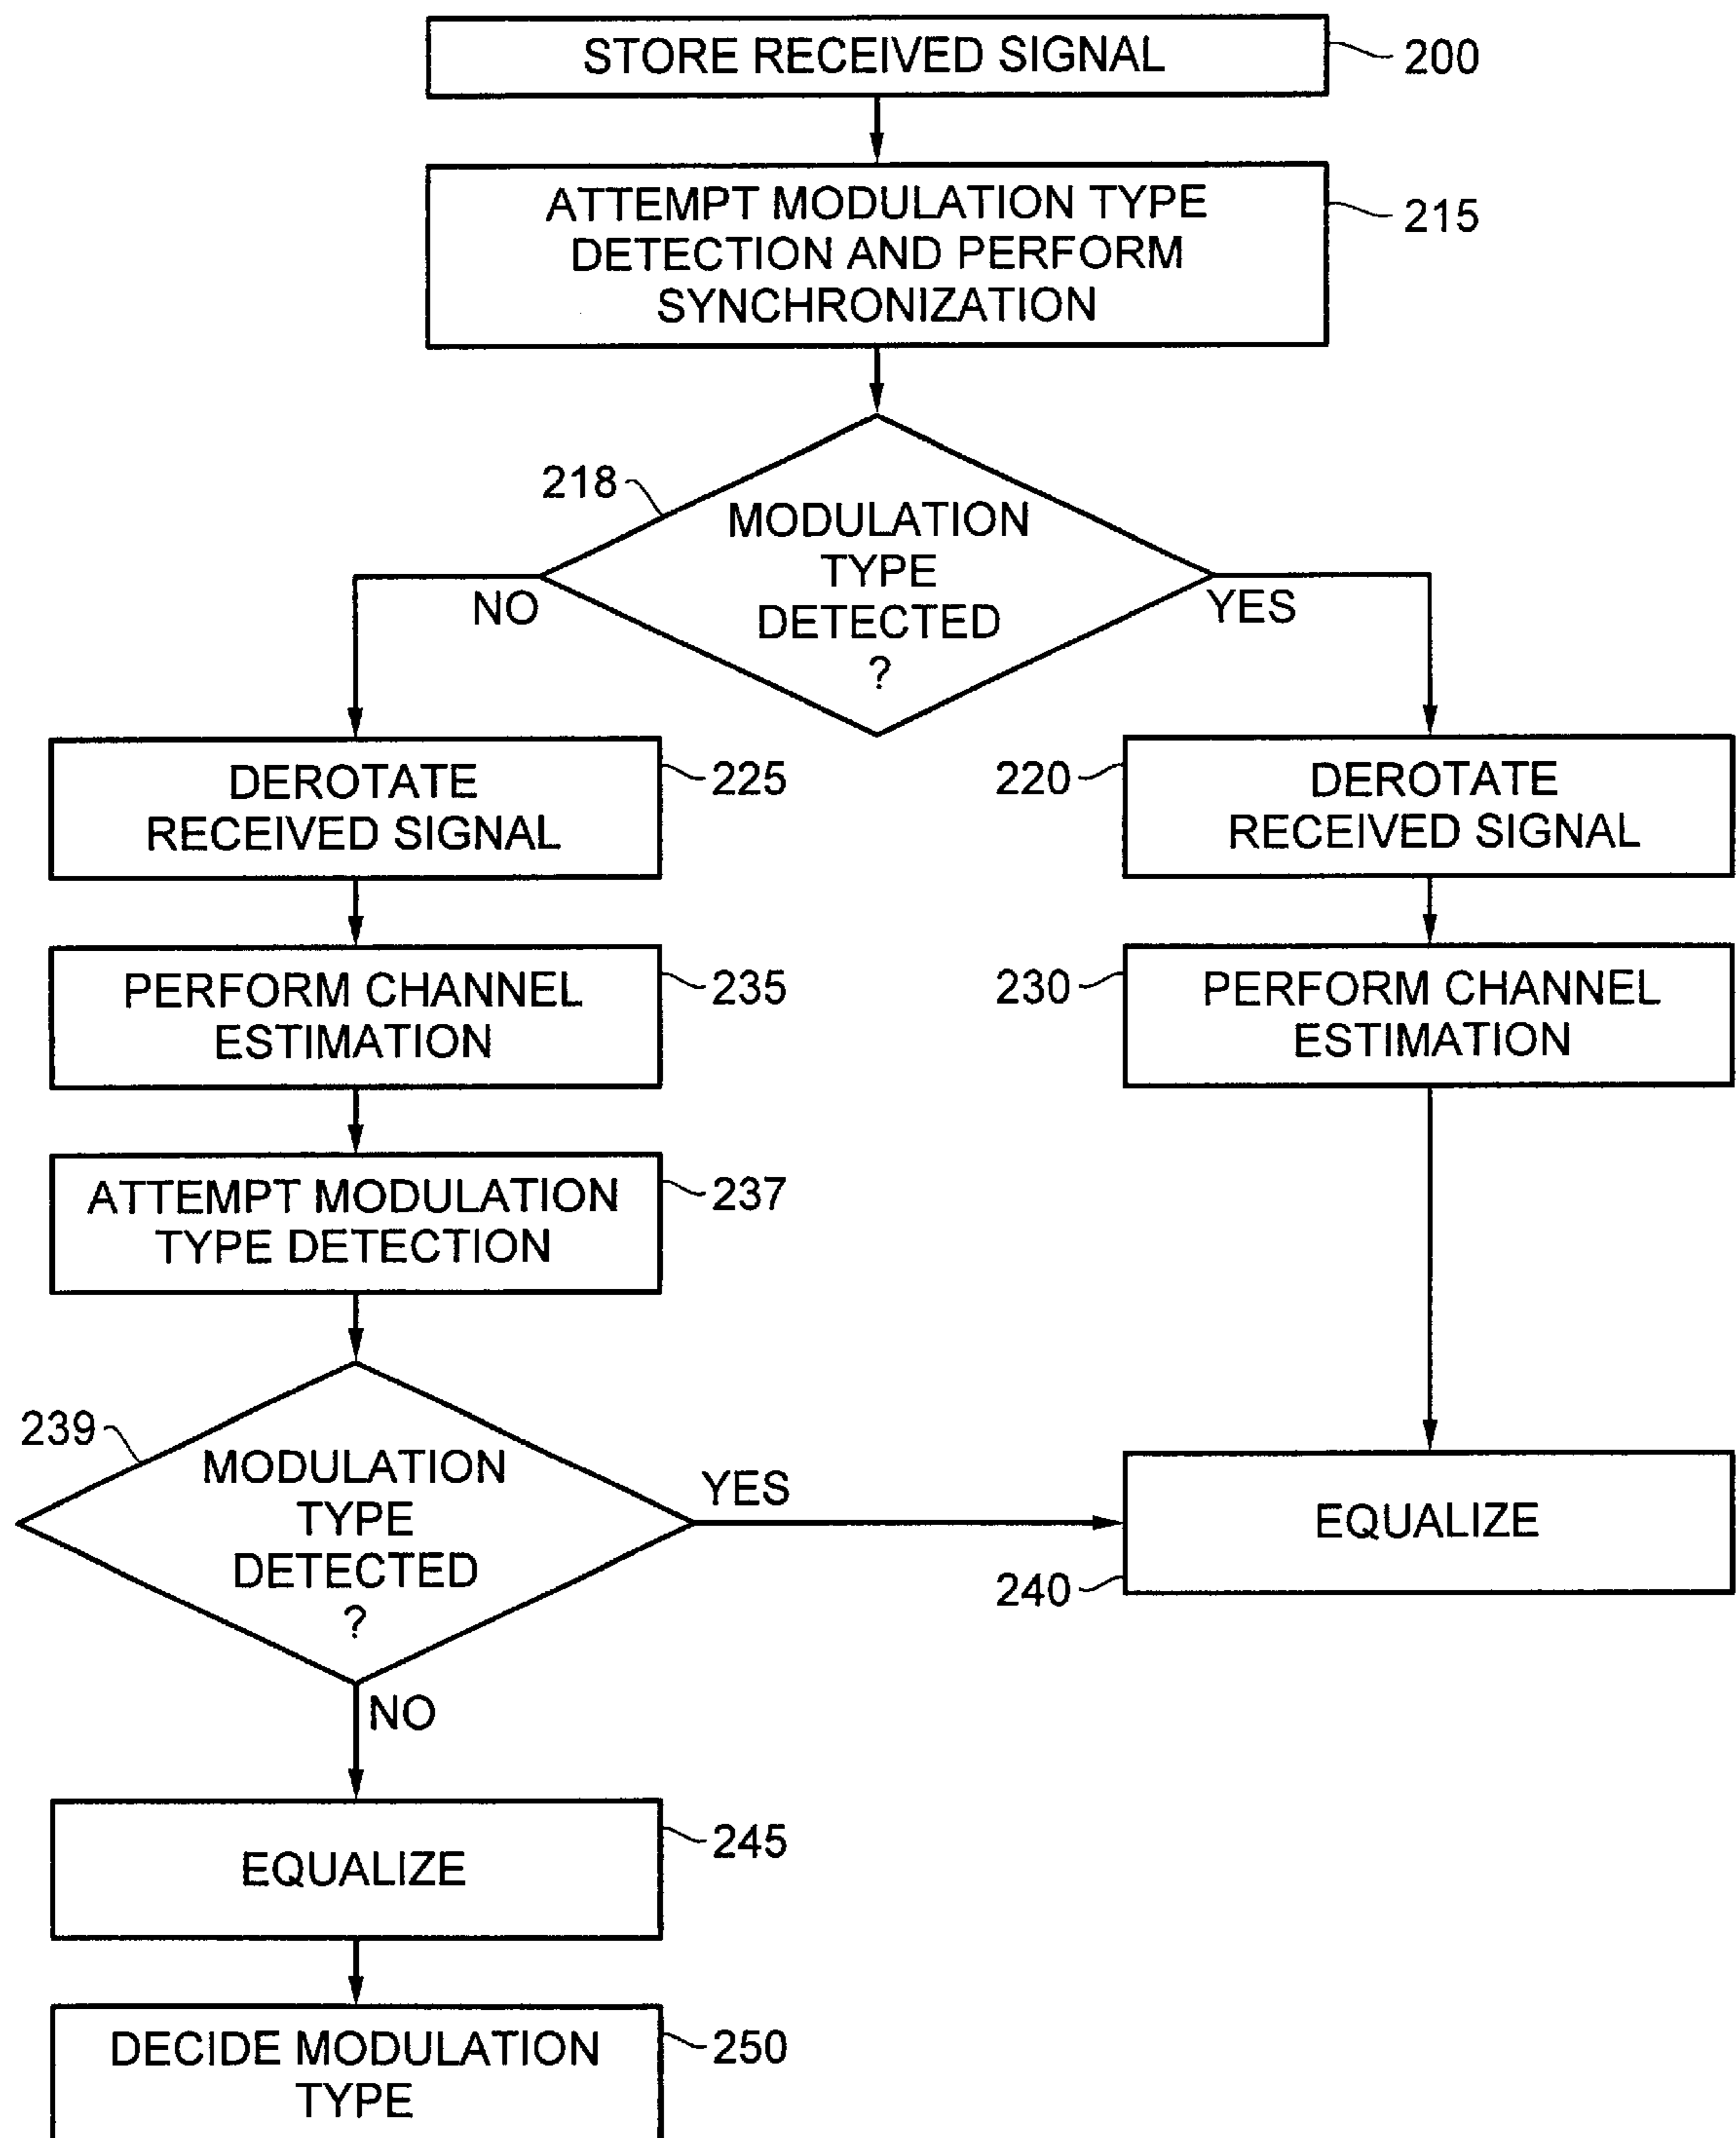 STORE RECEIVED SIGNAL
200
ATTEMPT MODULATION TYPE
DETECTION AND PERFORM
SYNCHRONIZATION
215
218
MODULATION
TYPE
DETECTED
?
NO
YES
DEROTATE
RECEIVED SIGNAL
225
220
DEROTATE
RECEIVED SIGNAL
PERFORM CHANNEL
ESTIMATION
235
230
PERFORM CHANNEL
ESTIMATION
ATTEMPT MODULATION
TYPE DETECTION
237
239
MODULATION
TYPE
DETECTED
?
YES
EQUALIZE
240
NO
EQUALIZE
245
DECIDE MODULATION
TYPE
250